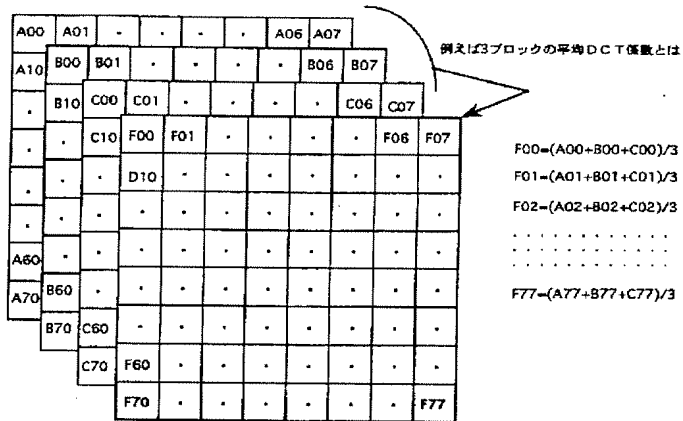 A00 A01 · · · · A06 A07
A10 B00 B01 · · · · B06 B07
· B10 C00 C01 · · · · C06 C07
· C10 F00 F01 · · · · F06 F07
· · · D10 · · · · · ·
· · · · · · · · · · ·
A60 · · · · · · · · · ·
A70 B60 · · · · · · · · ·
B70 C60 · · · · · · · ·
C70 F60 · · · · · · ·
F70 · · · · · · F77
例えば3ブロックの平均DCT係数とは
F00=(A00+B00+C00)/3
F01=(A01+B01+C01)/3
F02=(A02+B02+C02)/3
· · · · · · · · · · · ·
· · · · · · · · · · · ·
F77=(A77+B77+C77)/3